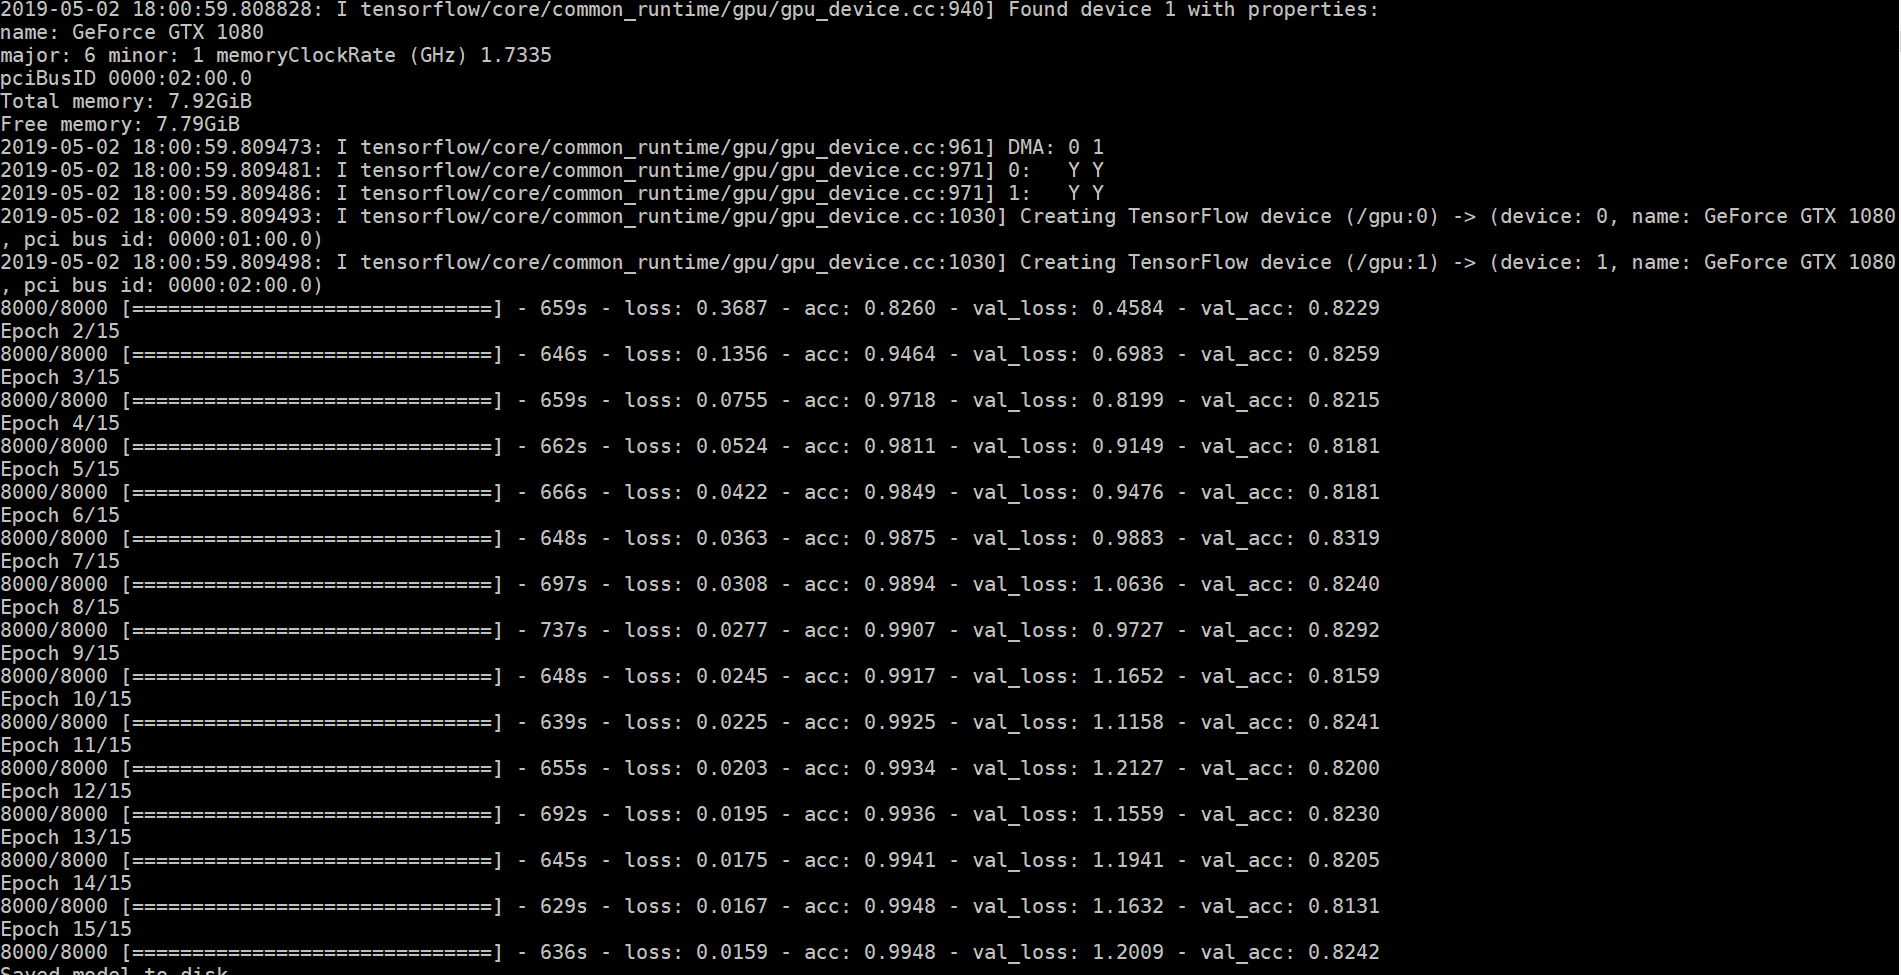 2019-05-02 18:00:59.808828: I tensorflow/core/common_runtime/gpu/gpu_device.cc:940] Found device 1 with properties:
name: GeForce GTX 1080
major: 6 minor: 1 memoryClockRate (GHz) 1.7335
pciBusID 0000:02:00.0
Total memory: 7.92GiB
Free memory: 7.79GiB
2019-05-02 18:00:59.809473: I tensorflow/core/common_runtime/gpu/gpu_device.cc:961] DMA: 0 1
2019-05-02 18:00:59.809481: I tensorflow/core/common_runtime/gpu/gpu_device.cc:971] 0:   Y Y
2019-05-02 18:00:59.809486: I tensorflow/core/common_runtime/gpu/gpu_device.cc:971] 1:   Y Y
2019-05-02 18:00:59.809493: I tensorflow/core/common_runtime/gpu/gpu_device.cc:1030] Creating TensorFlow device (/gpu:0) -> (device: 0, name: GeForce GTX 1080
, pci bus id: 0000:01:00.0)
2019-05-02 18:00:59.809498: I tensorflow/core/common_runtime/gpu/gpu_device.cc:1030] Creating TensorFlow device (/gpu:1) -> (device: 1, name: GeForce GTX 1080
, pci bus id: 0000:02:00.0)
8000/8000 [==============================] - 659s - loss: 0.3687 - acc: 0.8260 - val_loss: 0.4584 - val_acc: 0.8229
Epoch 2/15
8000/8000 [==============================] - 646s - loss: 0.1356 - acc: 0.9464 - val_loss: 0.6983 - val_acc: 0.8259
Epoch 3/15
8000/8000 [==============================] - 659s - loss: 0.0755 - acc: 0.9718 - val_loss: 0.8199 - val_acc: 0.8215
Epoch 4/15
8000/8000 [==============================] - 662s - loss: 0.0524 - acc: 0.9811 - val_loss: 0.9149 - val_acc: 0.8181
Epoch 5/15
8000/8000 [==============================] - 666s - loss: 0.0422 - acc: 0.9849 - val_loss: 0.9476 - val_acc: 0.8181
Epoch 6/15
8000/8000 [==============================] - 648s - loss: 0.0363 - acc: 0.9875 - val_loss: 0.9883 - val_acc: 0.8319
Epoch 7/15
8000/8000 [==============================] - 697s - loss: 0.0308 - acc: 0.9894 - val_loss: 1.0636 - val_acc: 0.8240
Epoch 8/15
8000/8000 [==============================] - 737s - loss: 0.0277 - acc: 0.9907 - val_loss: 0.9727 - val_acc: 0.8292
Epoch 9/15
8000/8000 [==============================] - 648s - loss: 0.0245 - acc: 0.9917 - val_loss: 1.1652 - val_acc: 0.8159
Epoch 10/15
8000/8000 [==============================] - 639s - loss: 0.0225 - acc: 0.9925 - val_loss: 1.1158 - val_acc: 0.8241
Epoch 11/15
8000/8000 [==============================] - 655s - loss: 0.0203 - acc: 0.9934 - val_loss: 1.2127 - val_acc: 0.8200
Epoch 12/15
8000/8000 [==============================] - 692s - loss: 0.0195 - acc: 0.9936 - val_loss: 1.1559 - val_acc: 0.8230
Epoch 13/15
8000/8000 [==============================] - 645s - loss: 0.0175 - acc: 0.9941 - val_loss: 1.1941 - val_acc: 0.8205
Epoch 14/15
8000/8000 [==============================] - 629s - loss: 0.0167 - acc: 0.9948 - val_loss: 1.1632 - val_acc: 0.8131
Epoch 15/15
8000/8000 [==============================] - 636s - loss: 0.0159 - acc: 0.9948 - val_loss: 1.2009 - val_acc: 0.8242
Saved model to disk